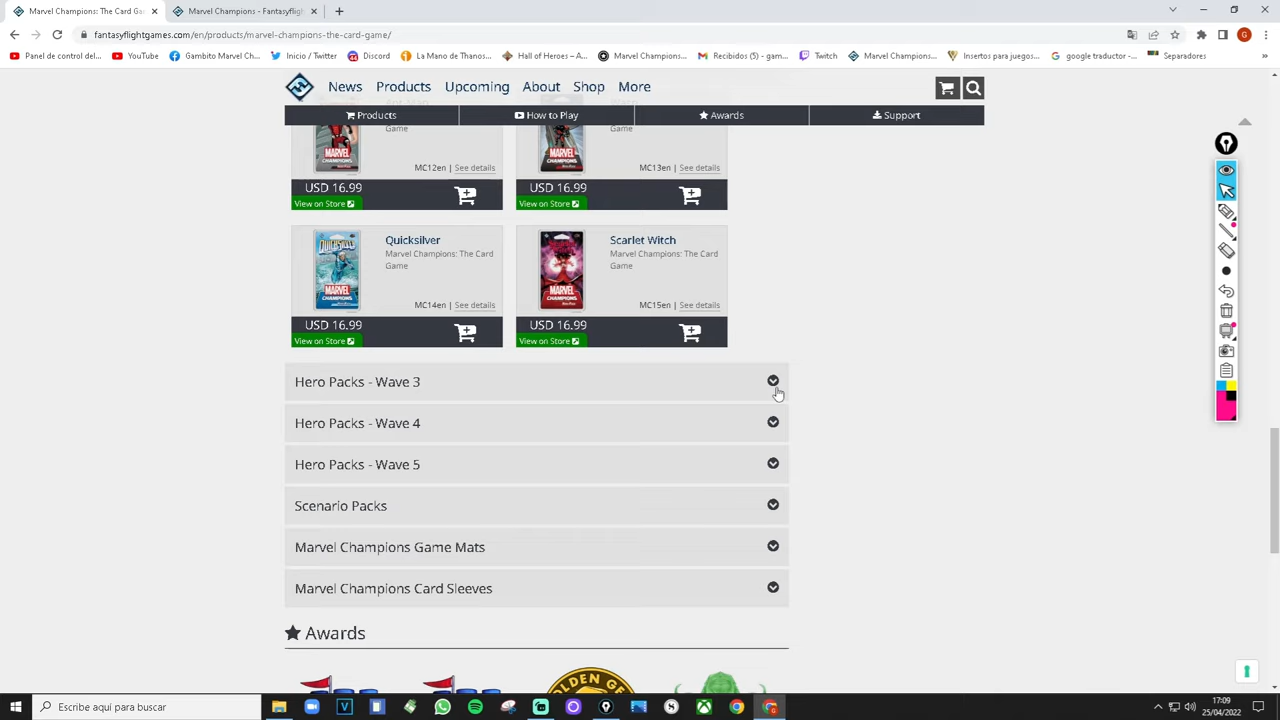 Marvel Champions: The Card Ga
Marvel Champions - Fantasyfligh
fantasyflightgames.com/en/products/marvel-champions-the-card-game/
Panel de control del...
YouTube
Gambito Marvel Ch...
Inicio / Twitter
Discord
La Mano de Thanos...
Hall of Heroes – A...
Marvel Champions...
Recibidos (5) - gam...
Twitch
Marvel Champions...
Insertos para juegos...
google traductor -...
Separadores
News
Products
Upcoming
About
Shop
More
Products
How to Play
Awards
Support
Game
MC12en | See details
USD 16.99
View on Store
Game
MC13en | See details
USD 16.99
View on Store
Quicksilver
Marvel Champions: The Card
Game
MC14en | See details
USD 16.99
View on Store
Scarlet Witch
Marvel Champions: The Card
Game
MC15en | See details
USD 16.99
View on Store
Hero Packs - Wave 3
Hero Packs - Wave 4
Hero Packs - Wave 5
Scenario Packs
Marvel Champions Game Mats
Marvel Champions Card Sleeves
Awards
Escribe aquí para buscar
17:09
25/04/2022